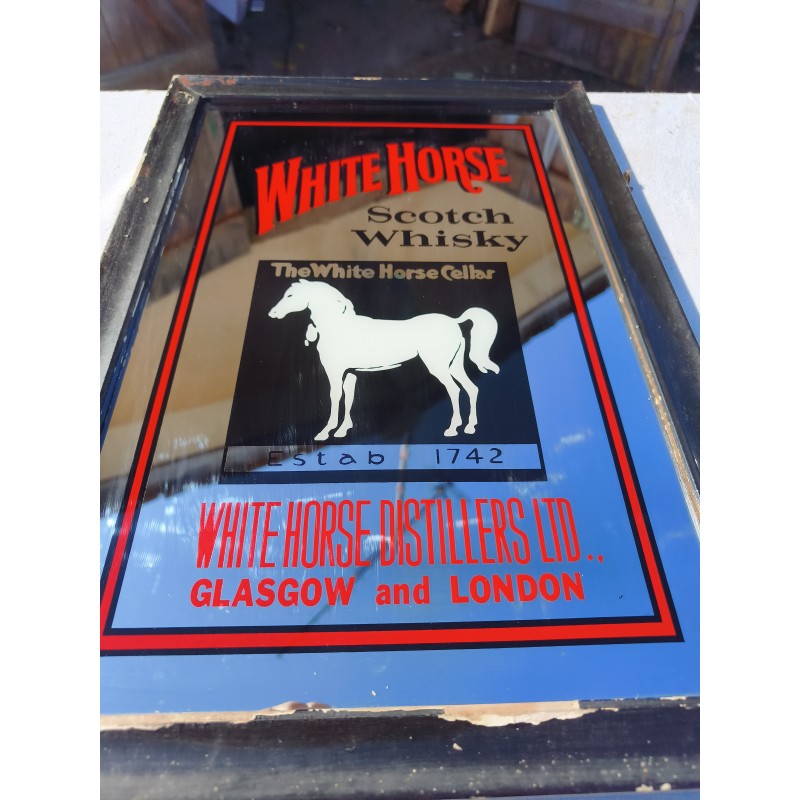 WHITE HORSE
Scotch
Whisky
The White Horse Cellar
Estab 1742
WHITE HORSE DISTILLERS LTD..,
GLASGOW and LONDON